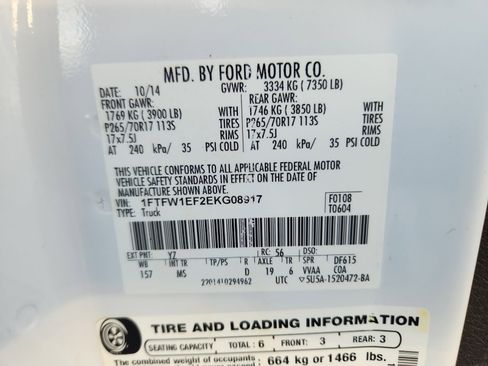 MFD. BY FORD MOTOR CO.
DATE: 10/14 GVWR: 3334 KG ( 7350 LB)
FRONT GAWR: REAR GAWR:
1769 KG ( 3900 LB) 1746 KG ( 3850 LB)
P265/70R17 113S WITH TIRES P265/70R17 113S WITH TIRES
17x7.5J RIMS 17x7.5J RIMS
AT 240 kPa/ 35 PSI COLD AT 240 kPa/ 35 PSI COLD
THIS VEHICLE CONFORMS TO ALL APPLICABLE FEDERAL MOTOR
VEHICLE SAFETY STANDARDS IN EFFECT ON THE DATE OF
MANUFACTURE SHOWN ABOVE.
VIN: 1FTFW1EF2EKG08917 F0108
TYPE: Truck T0604
EXT PNT: YZ RC: 56 DSO:
WB INT TR TP/PS R AXLE TR SPR DF615
157 MS D 19 6 VVAA COA
2201410294962 UTC 5U5A-1520472-BA
TIRE AND LOADING INFORMATION
SEATING CAPACITY TOTAL: 6 FRONT: 3 REAR: 3
The combined weight of occupants 664 kg or 1466 lbs.